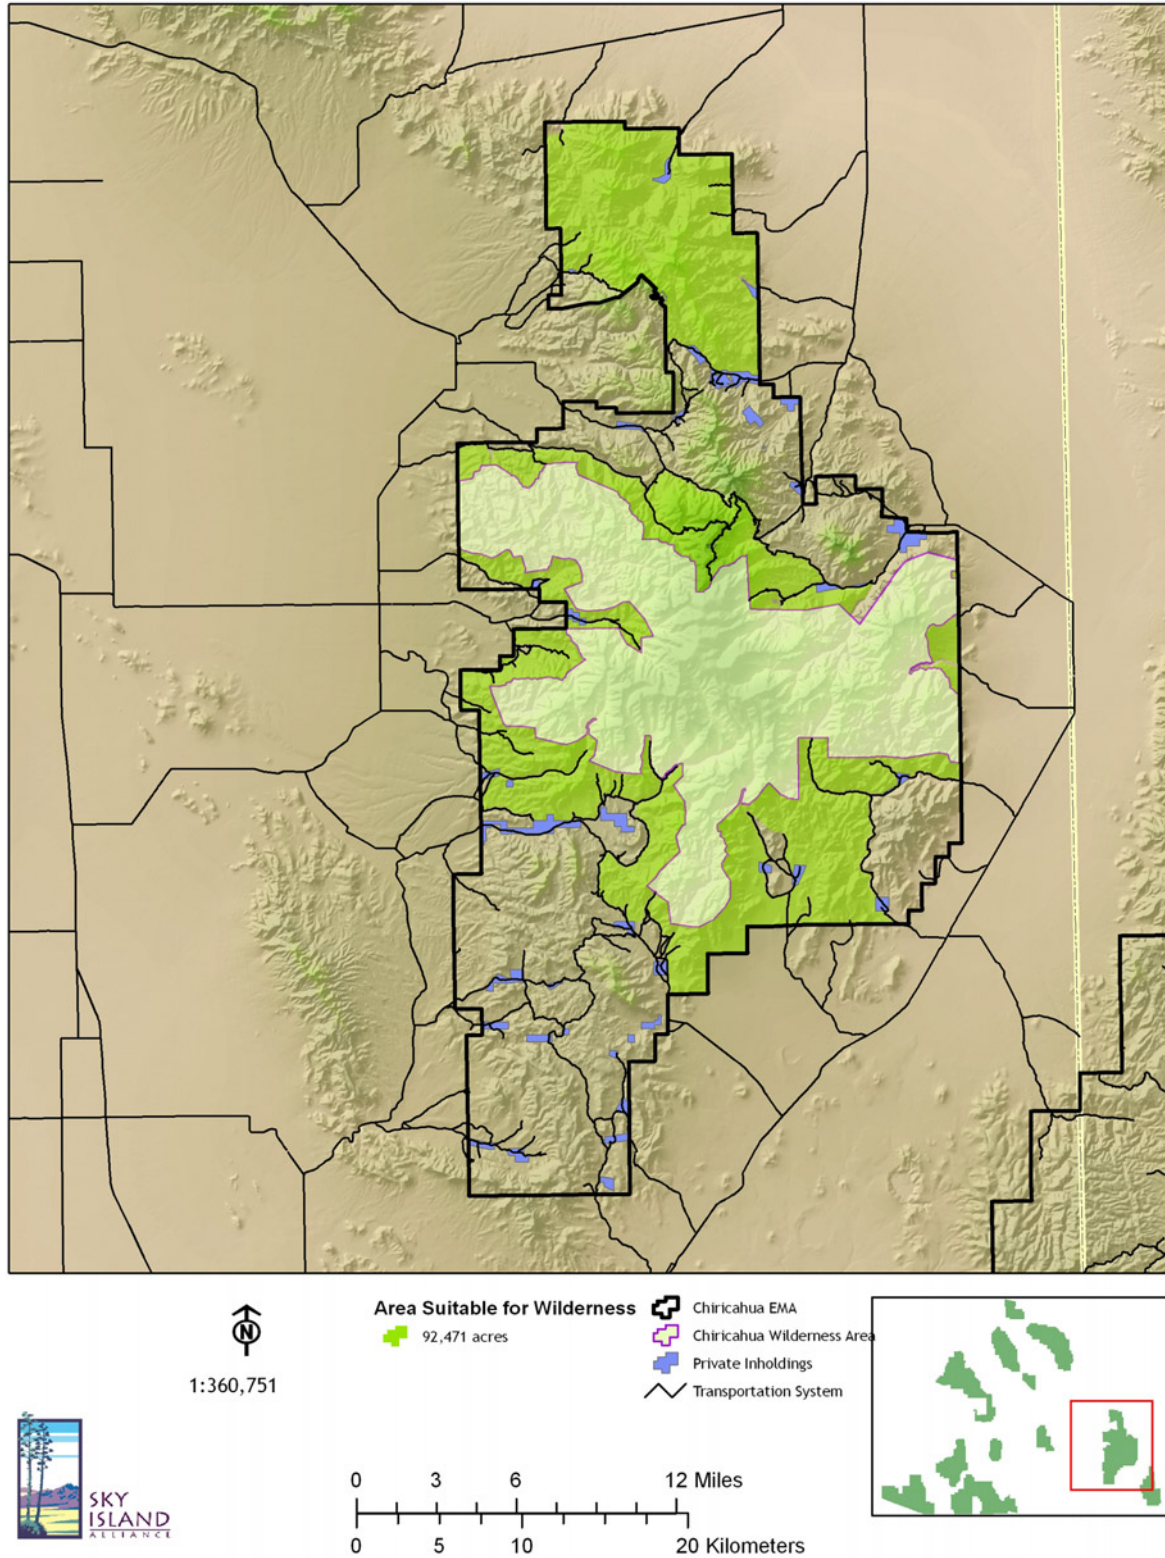 N
1:360,751
Area Suitable for Wilderness
92,471 acres
Chiricahua EMA
Chiricahua Wilderness Area
Private Inholdings
Transportation System
SKY
ISLAND
ALLIANCE
0 3 6 12 Miles
0 5 10 20 Kilometers